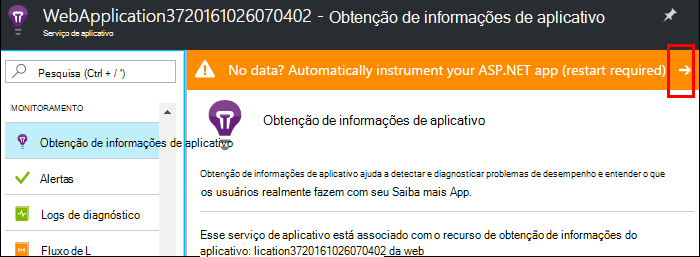 WebApplication3720161026070402 - Obtenção de informações de aplicativo
Serviço de aplicativo
Pesquisa (Ctrl + / ")
No data? Automatically instrument your ASP.NET app (restart required)
MONITORAMENTO
Obtenção de informações de aplicativo
Alertas
Logs de diagnóstico
Fluxo de L
Obtenção de informações de aplicativo
Obtenção de informações de aplicativo ajuda a detectar e diagnosticar problemas de desempenho e entender o que
os usuários realmente fazem com seu Saiba mais App.
Esse serviço de aplicativo está associado com o recurso de obtenção de informações do
aplicativo: lication3720161026070402 da web